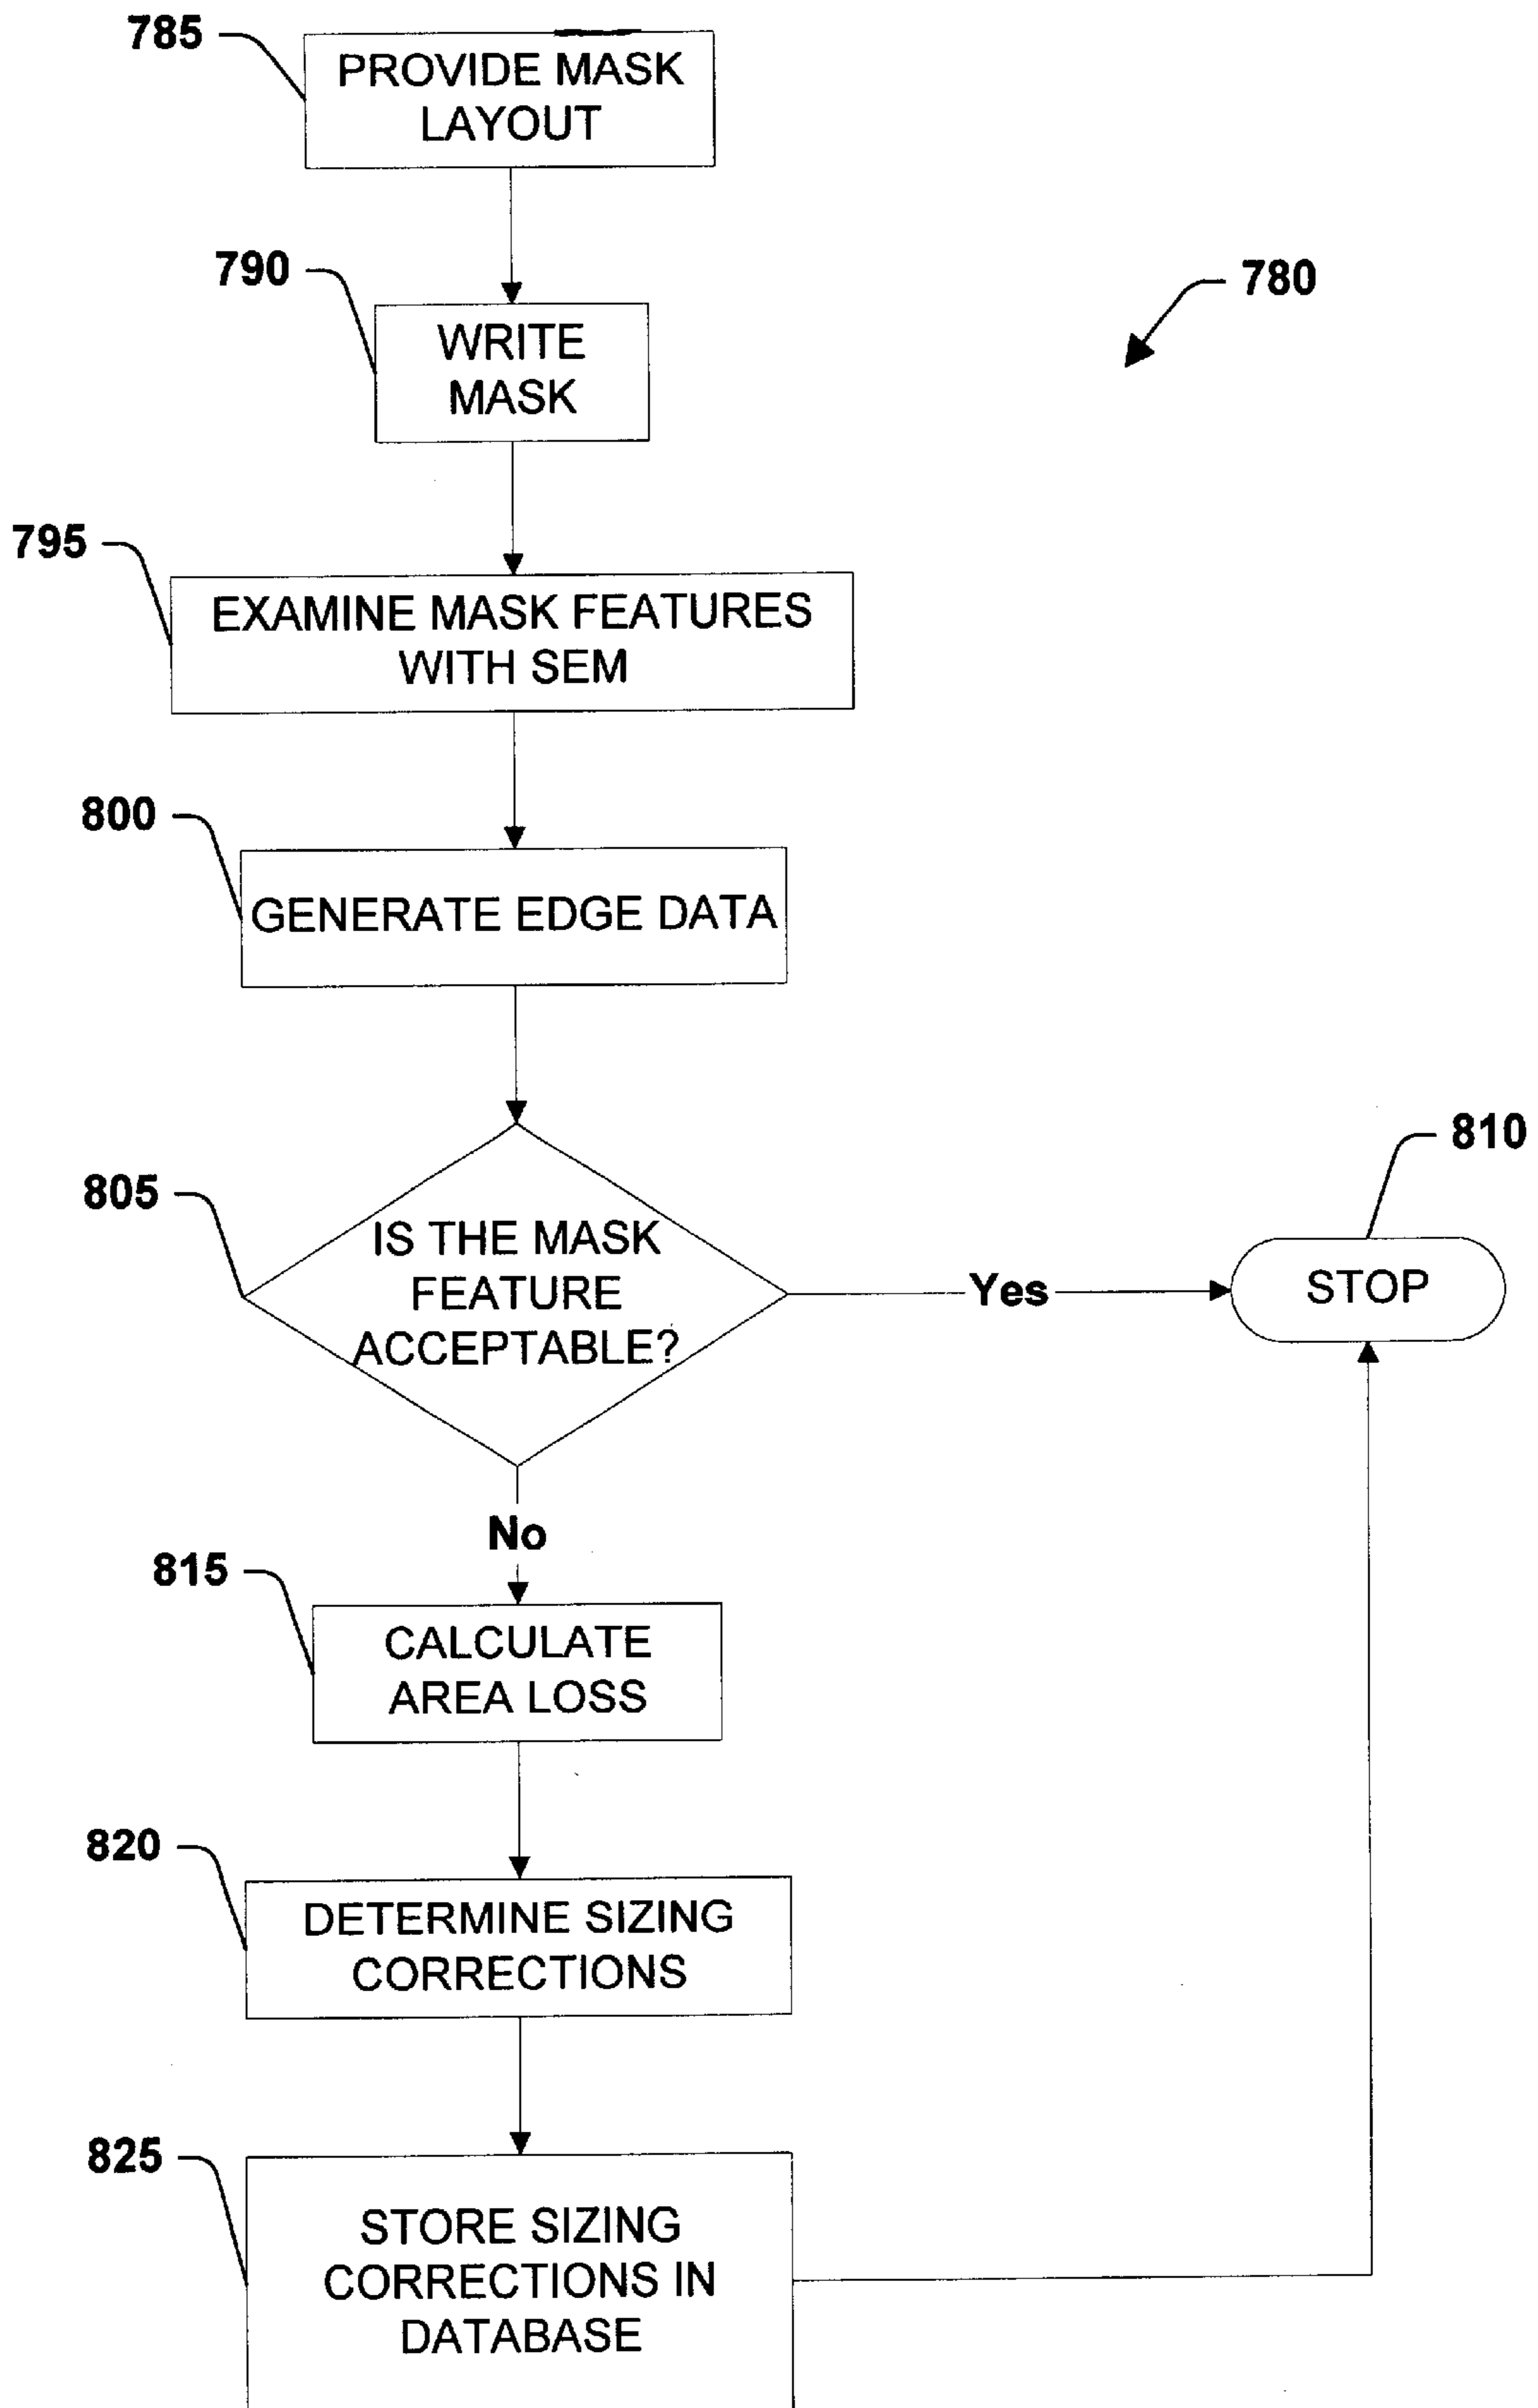 785
PROVIDE MASK
LAYOUT
790
WRITE
MASK
780
795
EXAMINE MASK FEATURES
WITH SEM
800
GENERATE EDGE DATA
805
IS THE MASK
FEATURE
ACCEPTABLE?
Yes
810
STOP
No
815
CALCULATE
AREA LOSS
820
DETERMINE SIZING
CORRECTIONS
825
STORE SIZING
CORRECTIONS IN
DATABASE